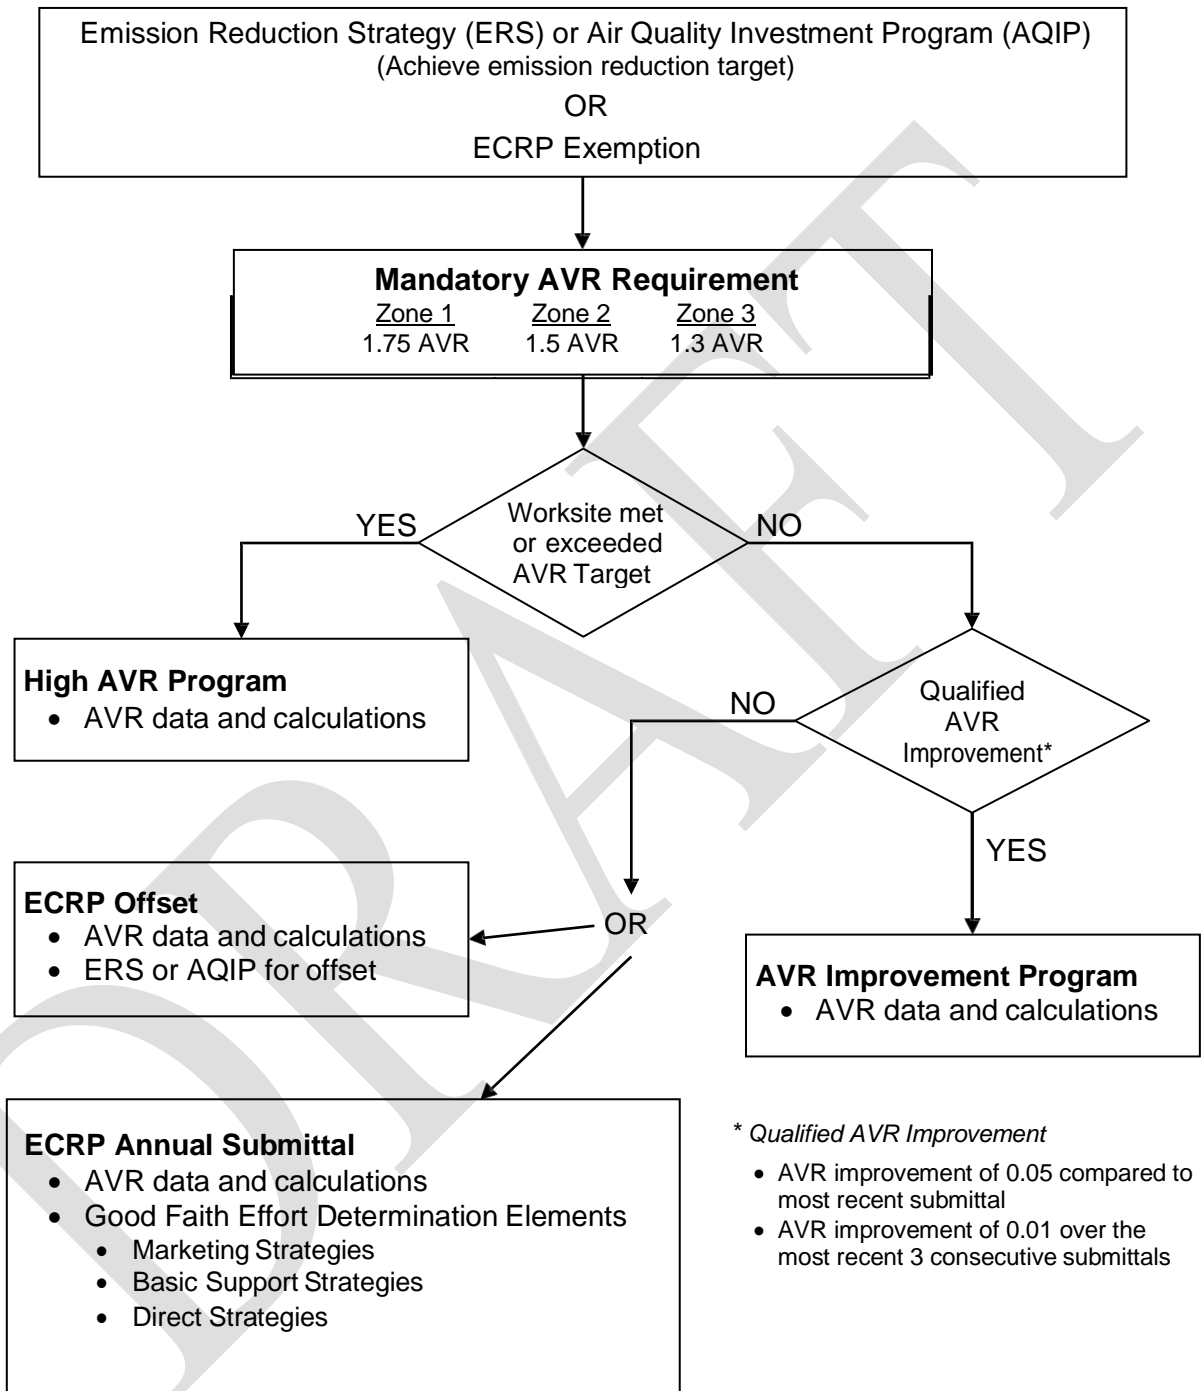 Emission Reduction Strategy (ERS) or Air Quality Investment Program (AQIP)
(Achieve emission reduction target)
OR
ECRP Exemption
Mandatory AVR Requirement
Zone 1 Zone 2 Zone 3
1.75 AVR 1.5 AVR 1.3 AVR
Worksite met
or exceeded
AVR Target
YES
NO
High AVR Program
• AVR data and calculations
Qualified
AVR
Improvement*
NO
YES
ECRP Offset
• AVR data and calculations
• ERS or AQIP for offset
OR
AVR Improvement Program
• AVR data and calculations
ECRP Annual Submittal
• AVR data and calculations
• Good Faith Effort Determination Elements
• Marketing Strategies
• Basic Support Strategies
• Direct Strategies
* Qualified AVR Improvement
• AVR improvement of 0.05 compared to
most recent submittal
• AVR improvement of 0.01 over the
most recent 3 consecutive submittals
DRAFT